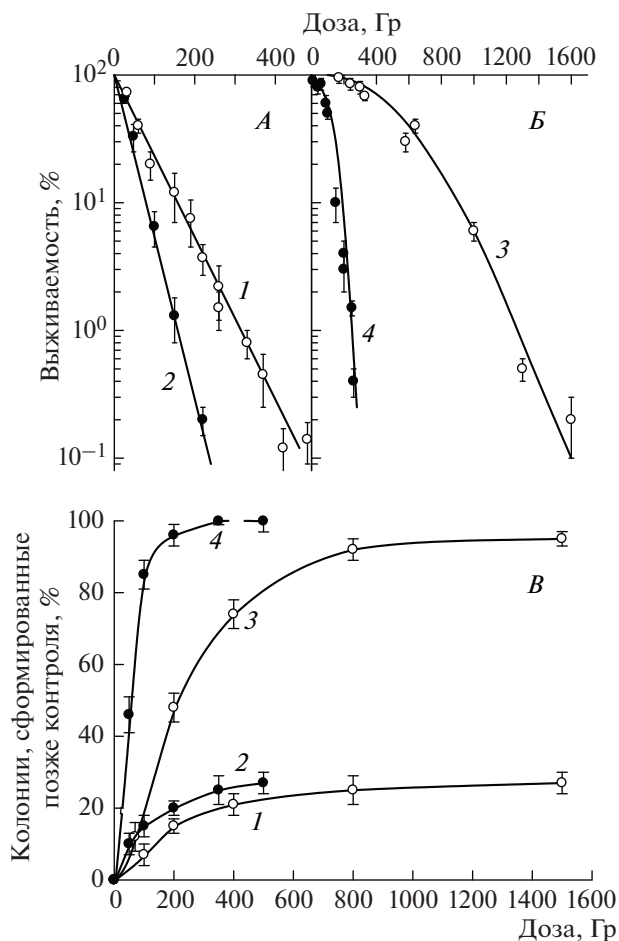 Доза, Гр
0 200 400 0 400 800 1200 1600
10²
10¹
10⁰
10⁻¹
Выживаемость, %
А
Б
1
2
3
4
100
80
60
40
20
0
Колонии, сформированные
позже контроля, %
В
4
3
2
1
0 200 400 600 800 1000 1200 1400 1600
Доза, Гр